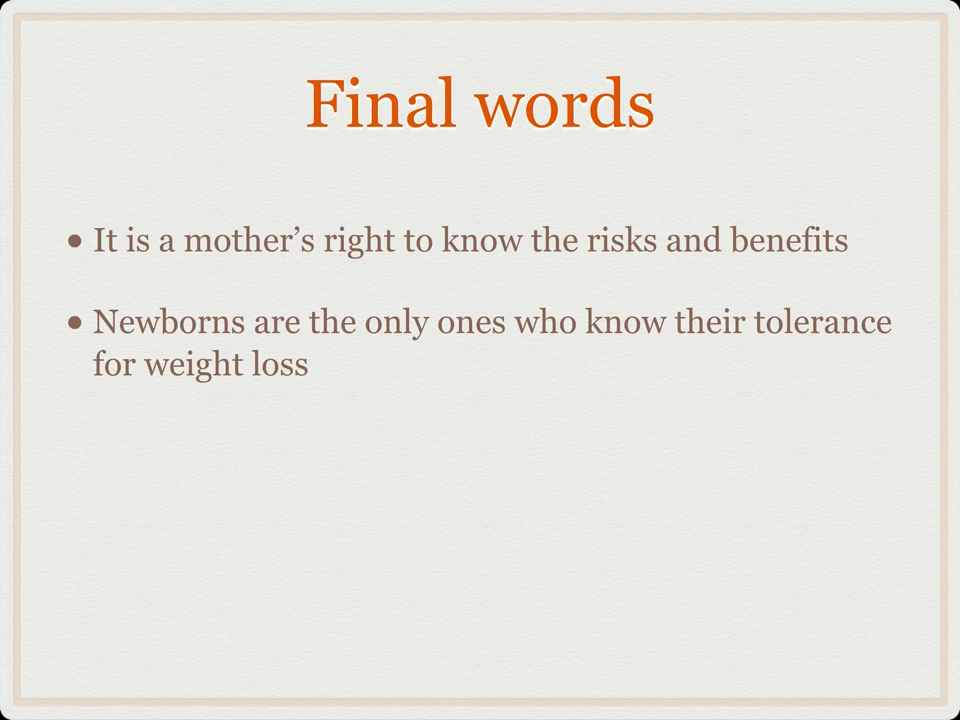 Final words
• It is a mother’s right to know the risks and benefits
• Newborns are the only ones who know their tolerance
for weight loss